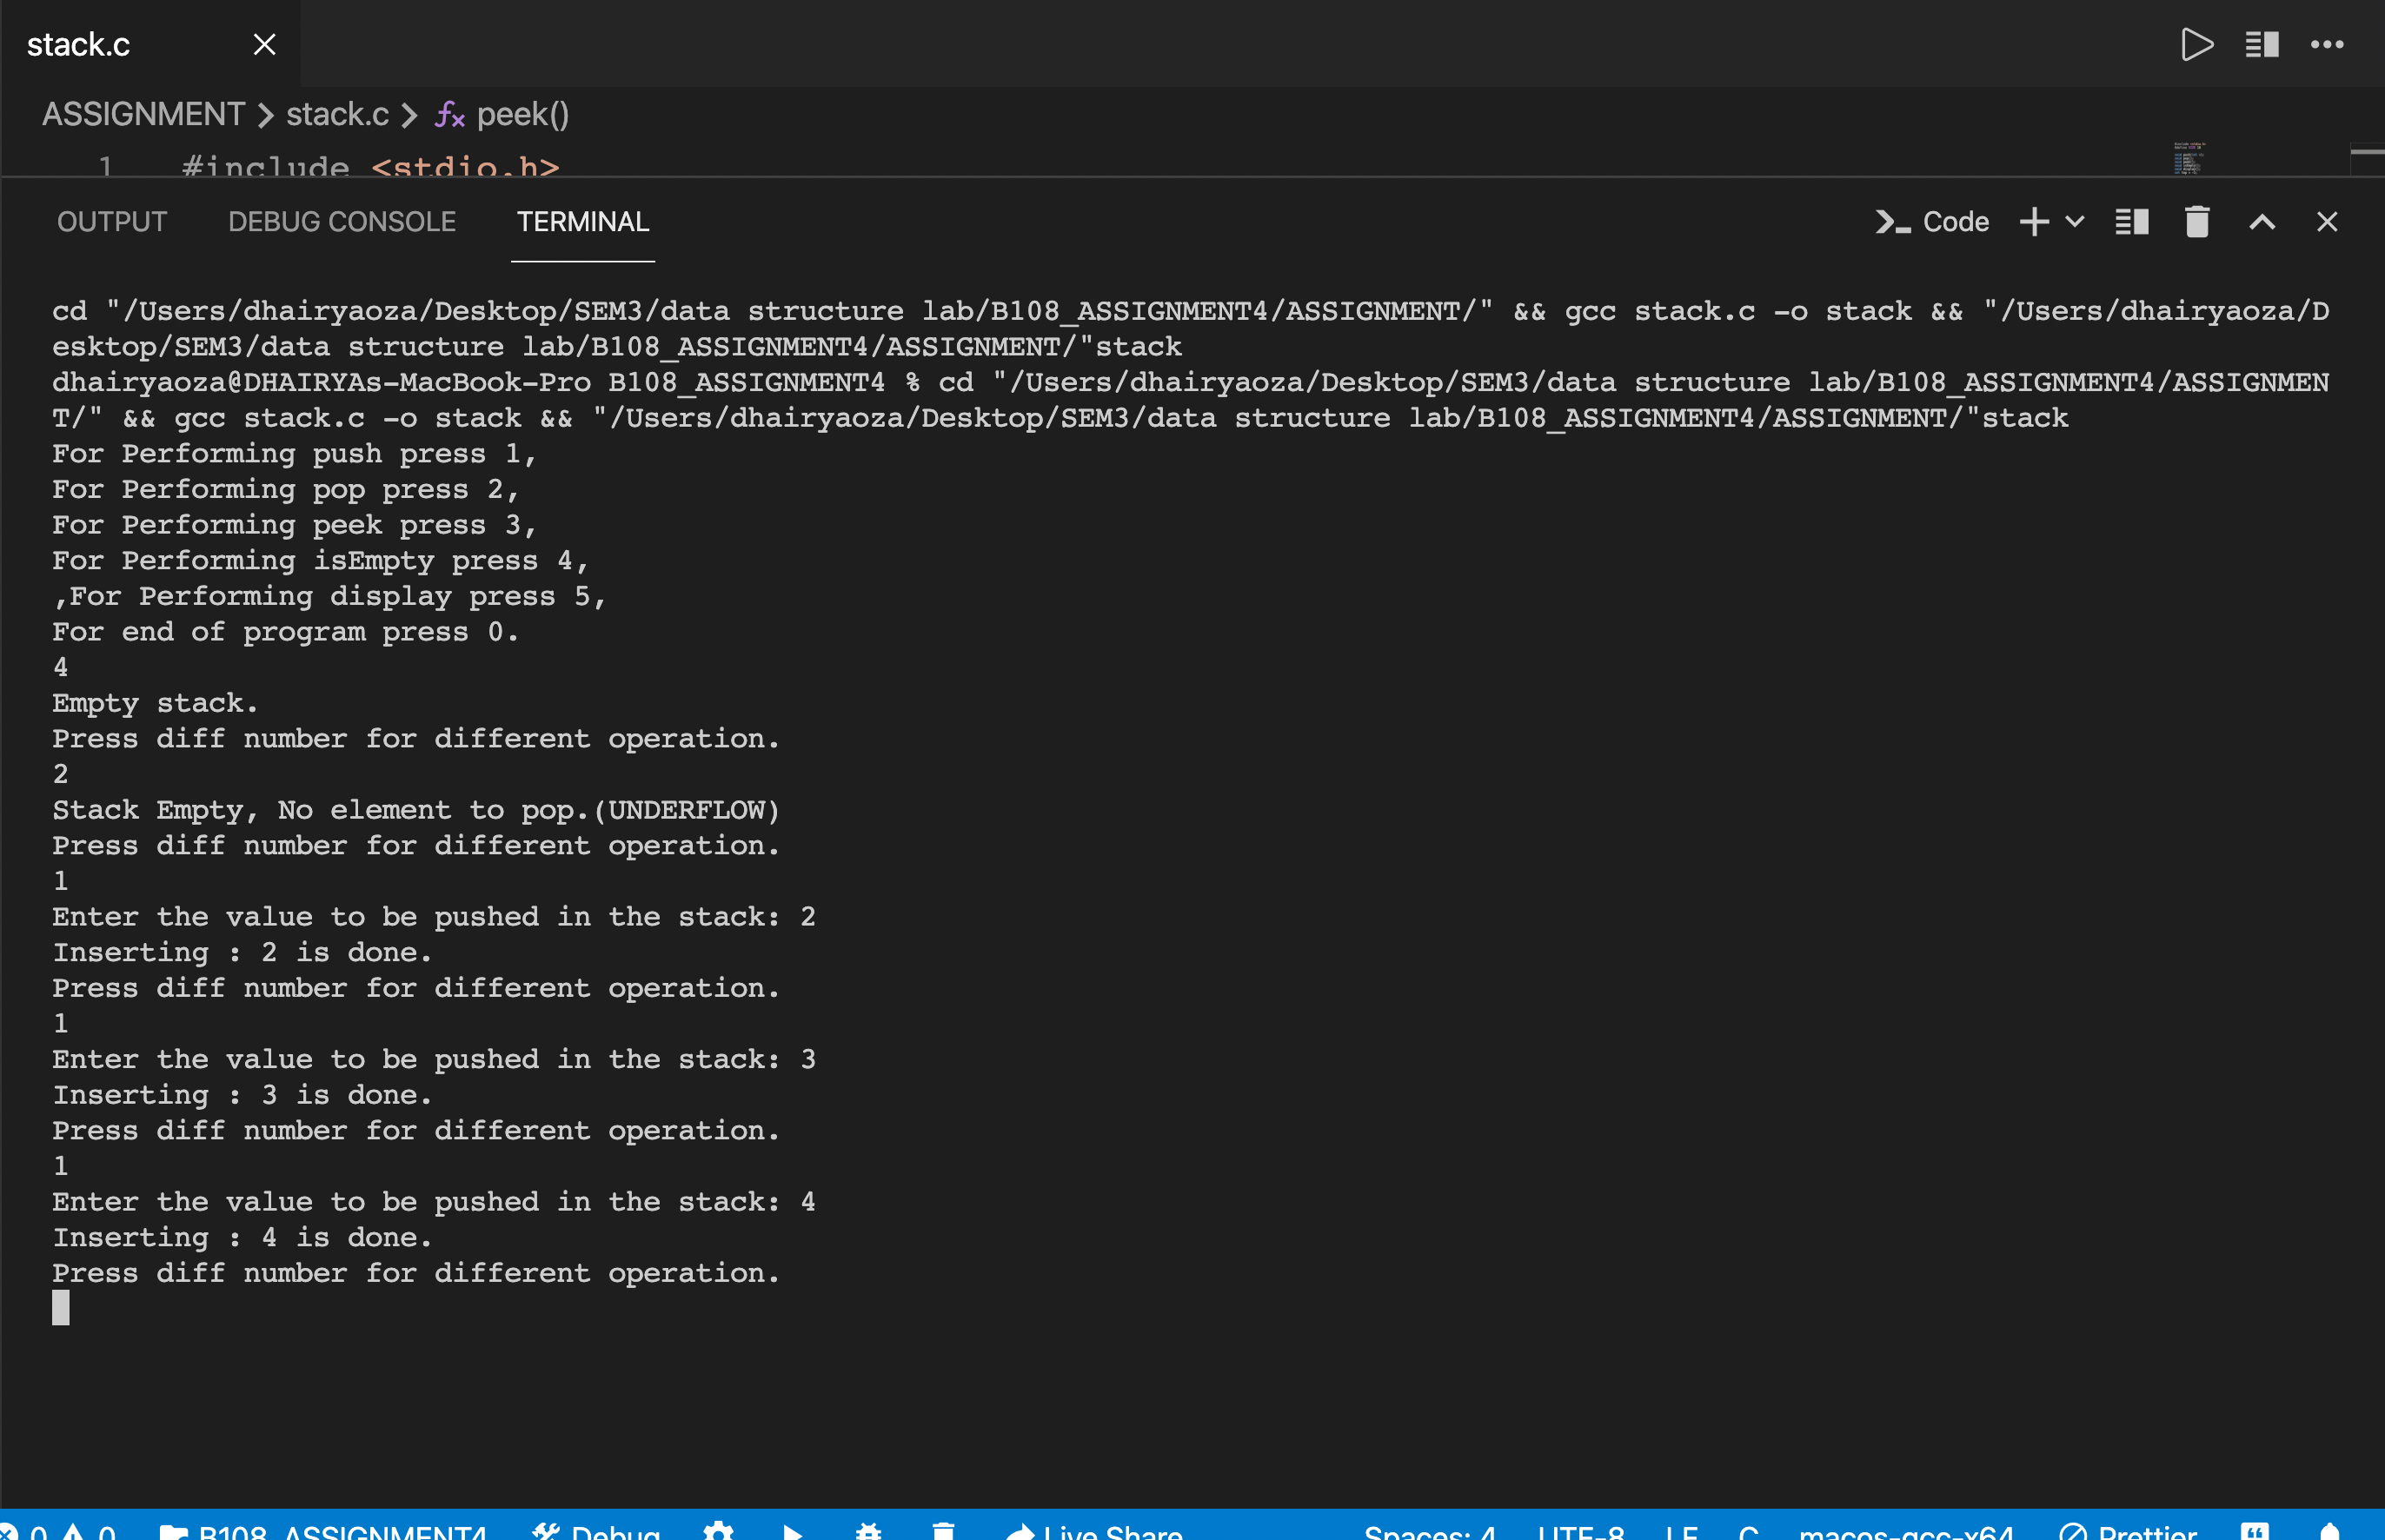 stack.c
ASSIGNMENT > stack.c > fx peek()
1 #include <stdio.h>
OUTPUT DEBUG CONSOLE TERMINAL Code
cd "/Users/dhairyaoza/Desktop/SEM3/data structure lab/B108_ASSIGNMENT4/ASSIGNMENT/" && gcc stack.c -o stack && "/Users/dhairyaoza/D
esktop/SEM3/data structure lab/B108_ASSIGNMENT4/ASSIGNMENT/"stack
dhairyaoza@DHAIRYAs-MacBook-Pro B108_ASSIGNMENT4 % cd "/Users/dhairyaoza/Desktop/SEM3/data structure lab/B108_ASSIGNMENT4/ASSIGNMEN
T/" && gcc stack.c -o stack && "/Users/dhairyaoza/Desktop/SEM3/data structure lab/B108_ASSIGNMENT4/ASSIGNMENT/"stack
For Performing push press 1,
For Performing pop press 2,
For Performing peek press 3,
For Performing isEmpty press 4,
,For Performing display press 5,
For end of program press 0.
4
Empty stack.
Press diff number for different operation.
2
Stack Empty, No element to pop.(UNDERFLOW)
Press diff number for different operation.
1
Enter the value to be pushed in the stack: 2
Inserting : 2 is done.
Press diff number for different operation.
1
Enter the value to be pushed in the stack: 3
Inserting : 3 is done.
Press diff number for different operation.
1
Enter the value to be pushed in the stack: 4
Inserting : 4 is done.
Press diff number for different operation.
0 0 B108_ASSIGNMENT4 Debug Live Share Spaces: 4 UTF-8 LF C macos-gcc-x64 Prettier